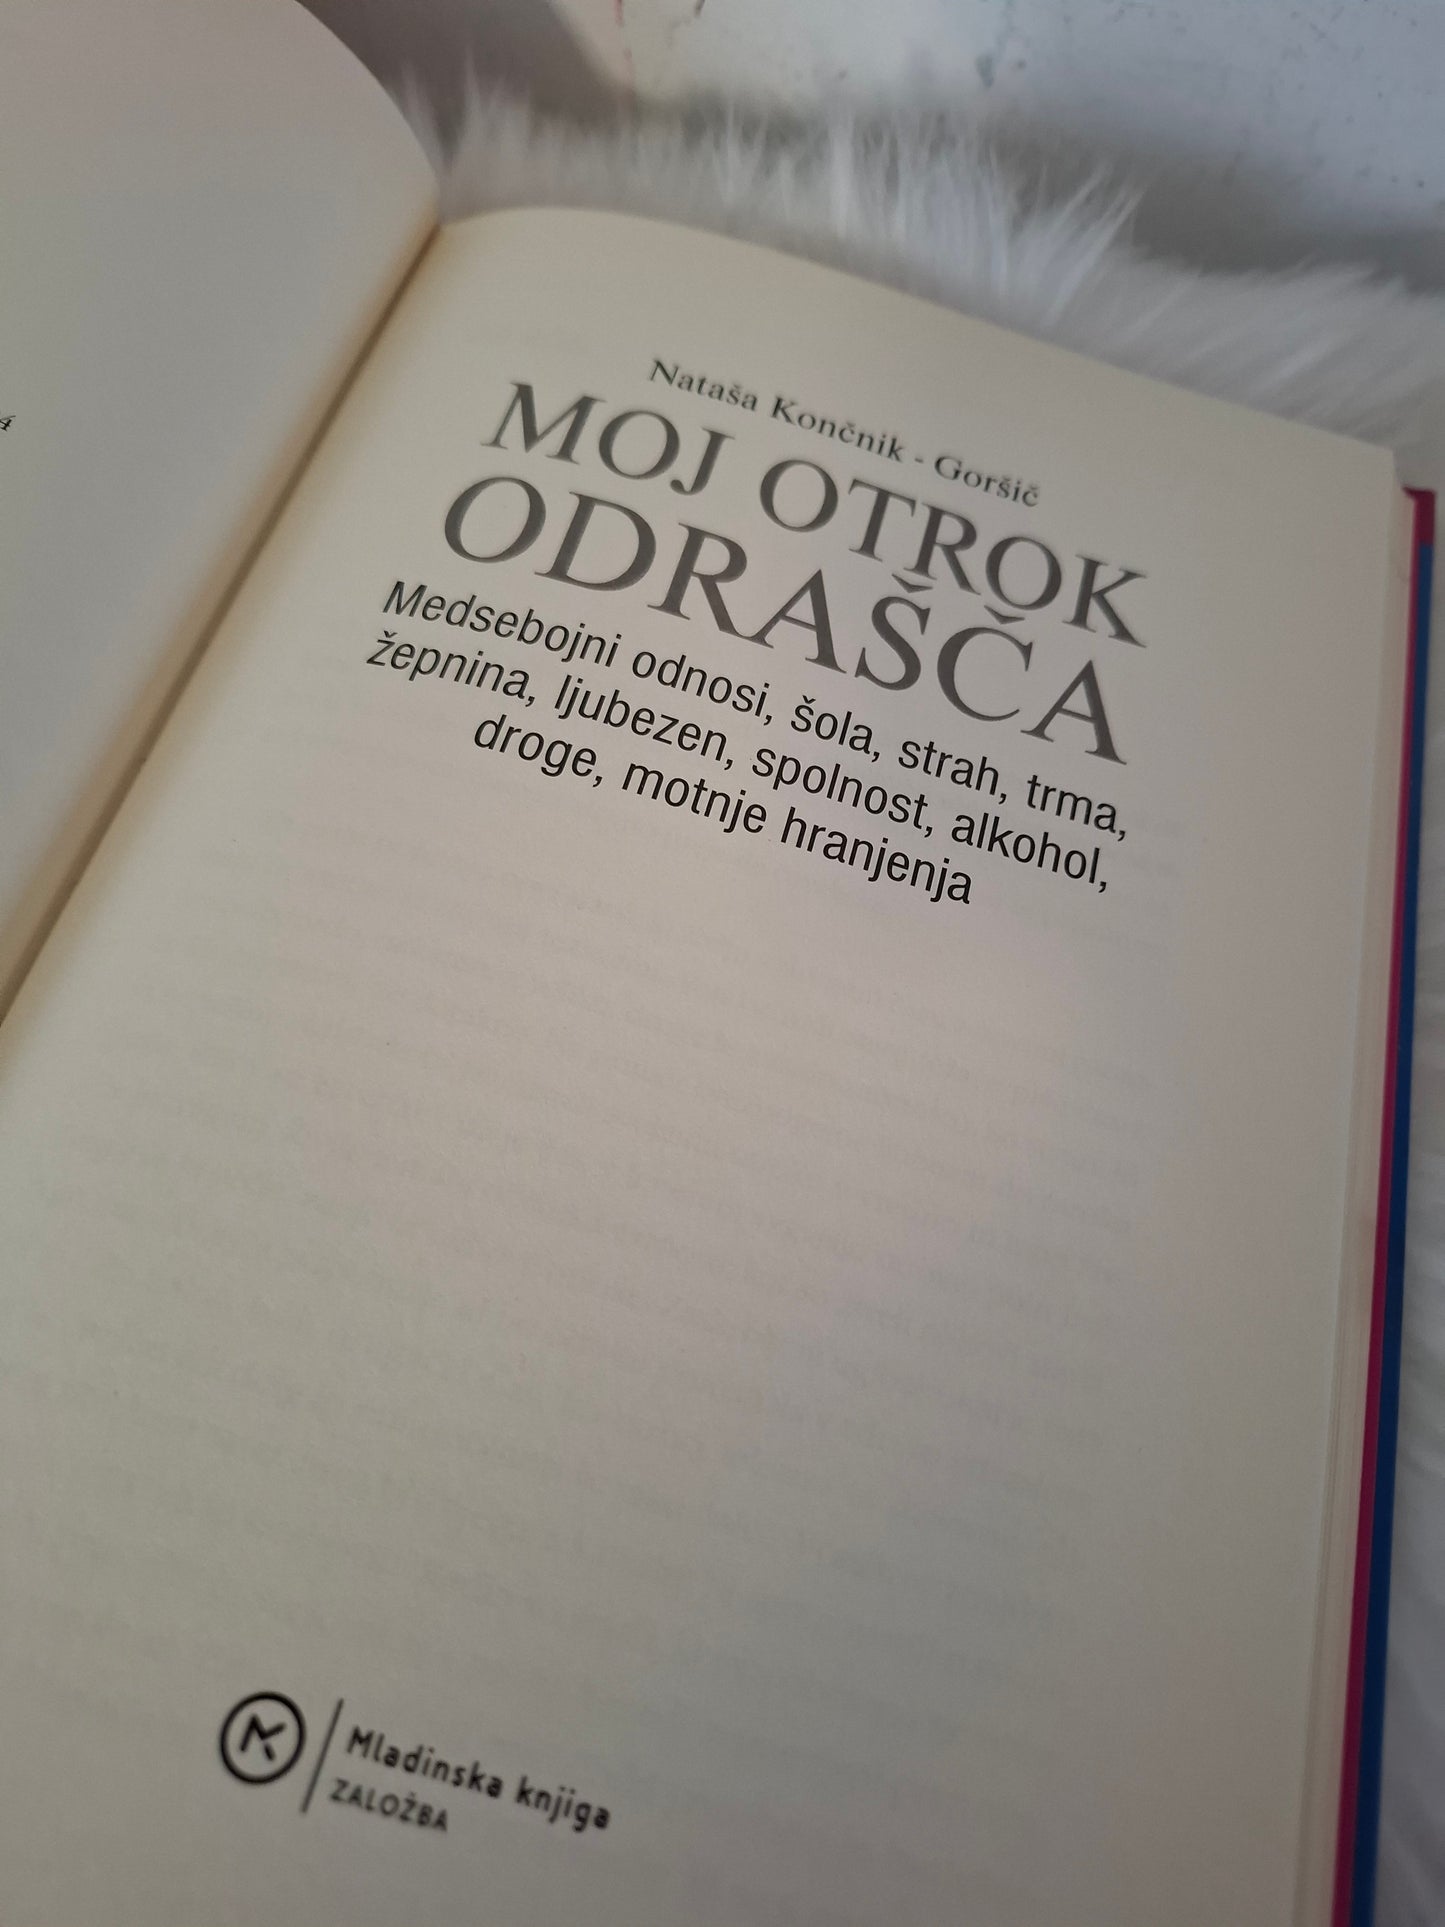 4
Nataša Končnik - Goršič
MOJ OTROK
ODRAŠČA
Medsebojni odnosi, šola, strah, trma,
žepnina, ljubezen, spolnost, alkohol,
droge, motnje hranjenja
Mladinska knjiga
ZALOŽBA